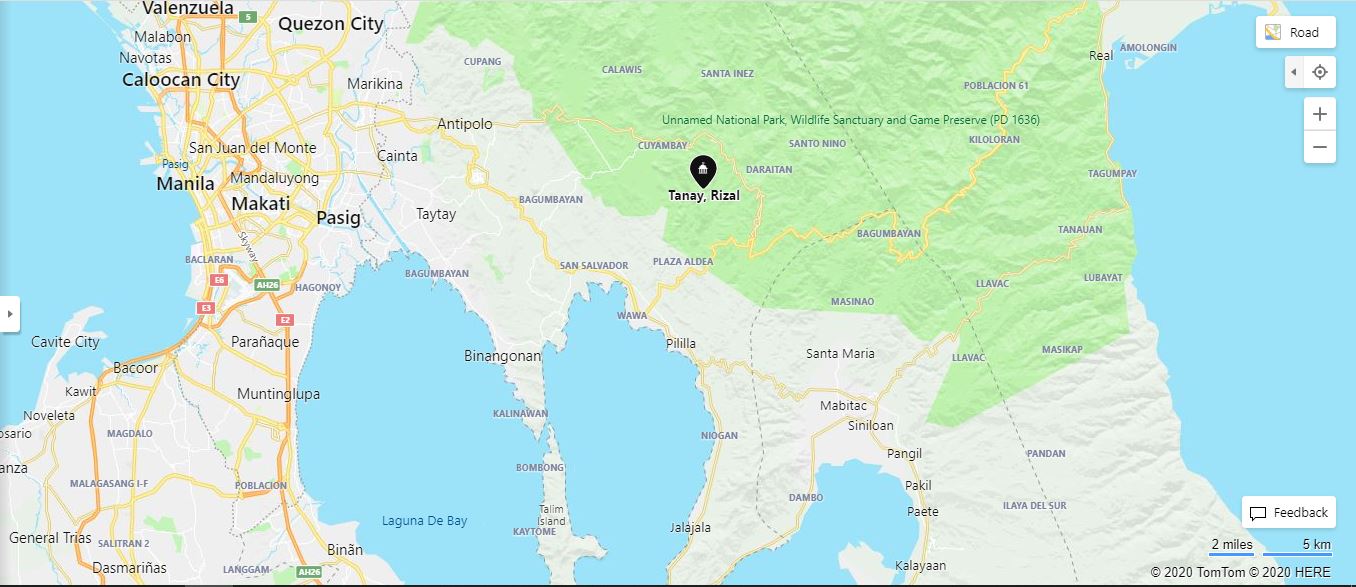 Valenzuela
5
Quezon City
Road
Malabon
Real
AMOLONGIN
Navotas
CUPANG
CALAWIS
SANTA INEZ
Caloocan City
Marikina
POBLACION 61
Unnamed National Park, Wildlife Sanctuary and Game Preserve (PD 1636)
Antipolo
San Juan del Monte
CUYAMBAY
SANTO NINO
KILOLORAN
Cainta
Pasig
Manila
Mandaluyong
DARAITAN
TAGUMPAY
Tanay, Rizal
Makati
BAGUMBAYAN
Pasig
Taytay
Skyway
BAGUMBAYAN
TANAUAN
BACLARAN
SAN SALVADOR
PLAZA ALDEA
BAGUMBAYAN
E6
AH26
HAGONOY
LLAVAC
LUBAYAT
E3
E2
WAWA
MASINAO
Cavite City
Parañaque
Pililla
Binangonan
Santa Maria
LLAVAC
MASIKAP
Bacoor
Kawit
Muntinglupa
Noveleta
KALINAWAN
Mabitac
osario
MAGDALO
NIOGAN
Siniloan
anza
Pangil
PANDAN
BOMBONG
MALAGASANG I-F
POBLACION
Pakil
DAMBO
Talim
Island
Paete
ILAYA DEL SUR
Feedback
Laguna De Bay
KAYTOME
Jalajala
General Trias
SALITRAN 2
Biñan
2 miles
5 km
Dasmariñas
LANGGAM
AH26
Kalayaan
© 2020 TomTom © 2020 HERE